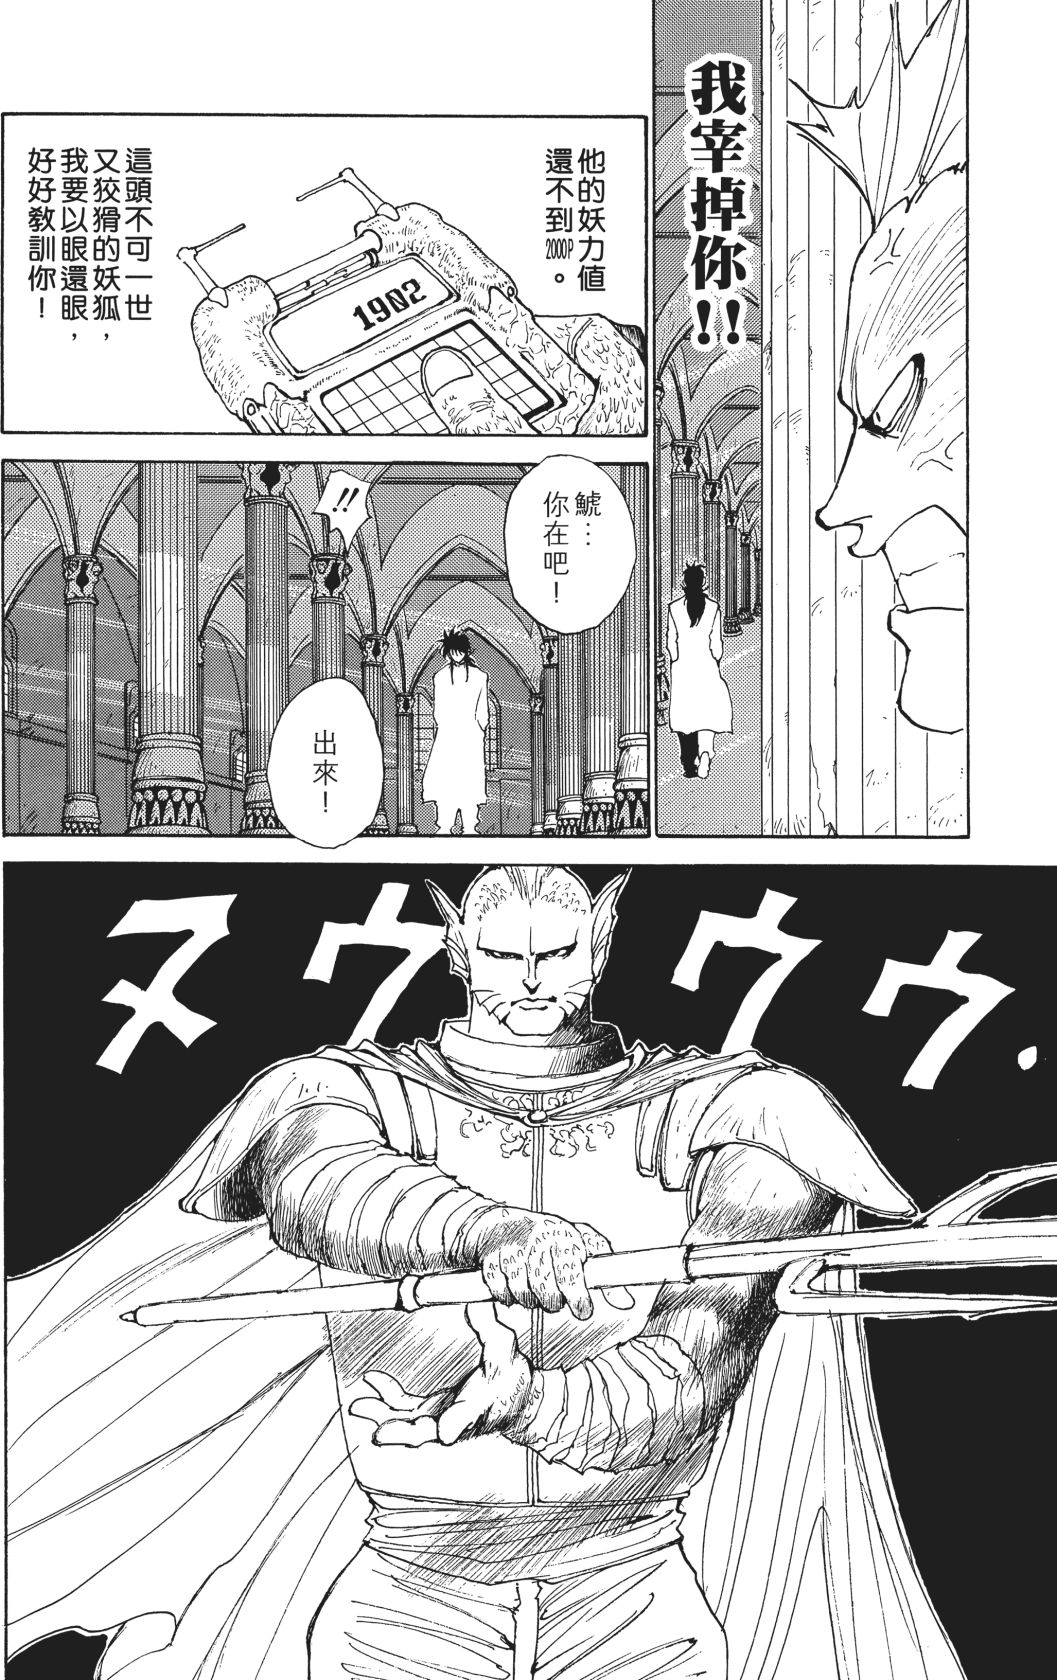 我宰掉你!!
他的妖力值
還不到2000P。
1902
這頭不可一世
又狡猾的妖狐，
我要以眼還眼，
好好教訓你！
鯱…
你在吧！
!!
出來！
ヌウウゥ.